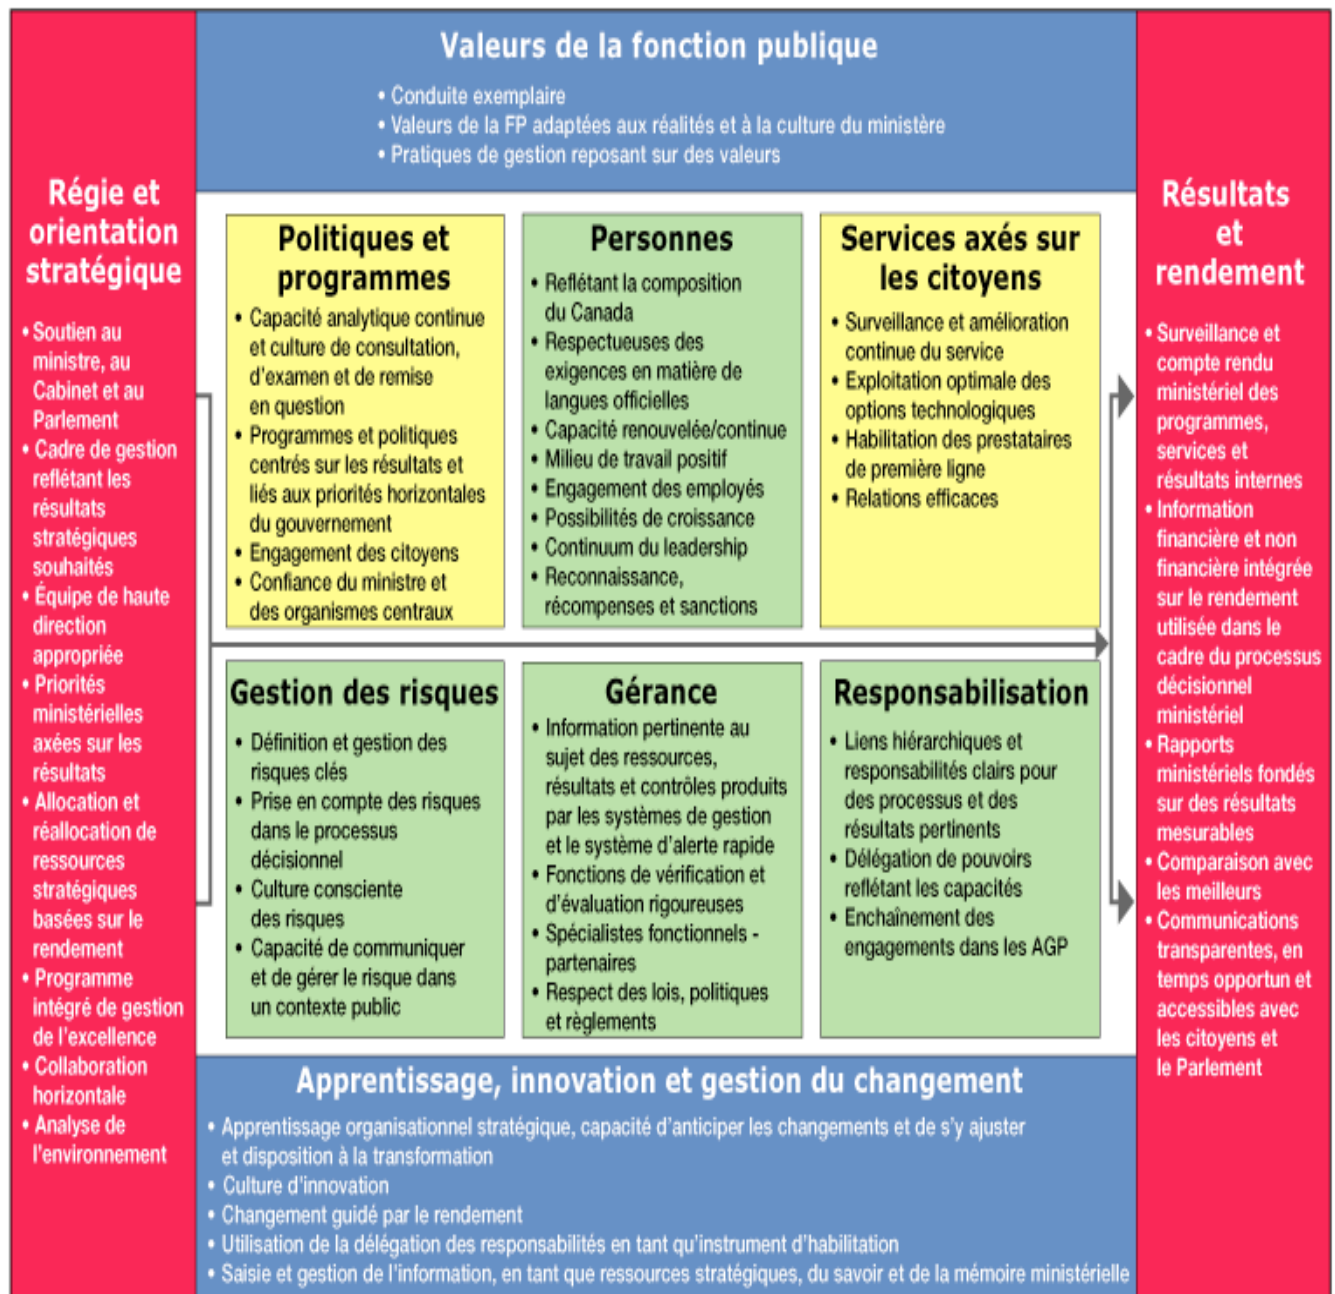 Valeurs de la fonction publique
• Conduite exemplaire
• Valeurs de la FP adaptées aux réalités et à la culture du ministère
• Pratiques de gestion reposant sur des valeurs
Régie et
orientation
stratégique
• Soutien au
ministre, au
Cabinet et au
Parlement
• Cadre de gestion
reflétant les
résultats
stratégiques
souhaités
• Équipe de haute
direction
appropriée
• Priorités
ministérielles
axées sur les
résultats
• Allocation et
réallocation de
ressources
stratégiques
basées sur le
rendement
• Programme
intégré de gestion
de l'excellence
• Collaboration
horizontale
• Analyse de
l'environnement
Politiques et
programmes
• Capacité analytique continue
et culture de consultation,
d'examen et de remise
en question
• Programmes et politiques
centrés sur les résultats et
liés aux priorités horizontales
du gouvernement
• Engagement des citoyens
• Confiance du ministre et
des organismes centraux
Personnes
• Reflétant la composition
du Canada
• Respectueuses des
exigences en matière de
langues officielles
• Capacité renouvelée/continue
• Milieu de travail positif
• Engagement des employés
• Possibilités de croissance
• Continuum du leadership
• Reconnaissance,
récompenses et sanctions
Services axés sur
les citoyens
• Surveillance et amélioration
continue du service
• Exploitation optimale des
options technologiques
• Habilitation des prestataires
de première ligne
• Relations efficaces
Gestion des risques
• Définition et gestion des
risques clés
• Prise en compte des risques
dans le processus
décisionnel
• Culture consciente
des risques
• Capacité de communiquer
et de gérer le risque dans
un contexte public
Gérance
• Information pertinente au
sujet des ressources,
résultats et contrôles produits
par les systèmes de gestion
et le système d'alerte rapide
• Fonctions de vérification et
d'évaluation rigoureuses
• Spécialistes fonctionnels -
partenaires
• Respect des lois, politiques
et règlements
Responsabilisation
• Liens hiérarchiques et
responsabilités clairs pour
des processus et des
résultats pertinents
• Délégation de pouvoirs
reflétant les capacités
• Enchaînement des
engagements dans les AGP
Résultats
et
rendement
• Surveillance et
compte rendu
ministériel des
programmes,
services et
résultats internes
• Information
financière et non
financière intégrée
sur le rendement
utilisée dans le
cadre du processus
décisionnel
ministériel
• Rapports
ministériels fondés
sur des résultats
mesurables
• Comparaison avec
les meilleurs
• Communications
transparentes, en
temps opportun et
accessibles avec
les citoyens et
le Parlement
Apprentissage, innovation et gestion du changement
• Apprentissage organisationnel stratégique, capacité d'anticiper les changements et de s'y ajuster
et disposition à la transformation
• Culture d'innovation
• Changement guidé par le rendement
• Utilisation de la délégation des responsabilités en tant qu'instrument d'habilitation
• Saisie et gestion de l'information, en tant que ressources stratégiques, du savoir et de la mémoire ministérielle